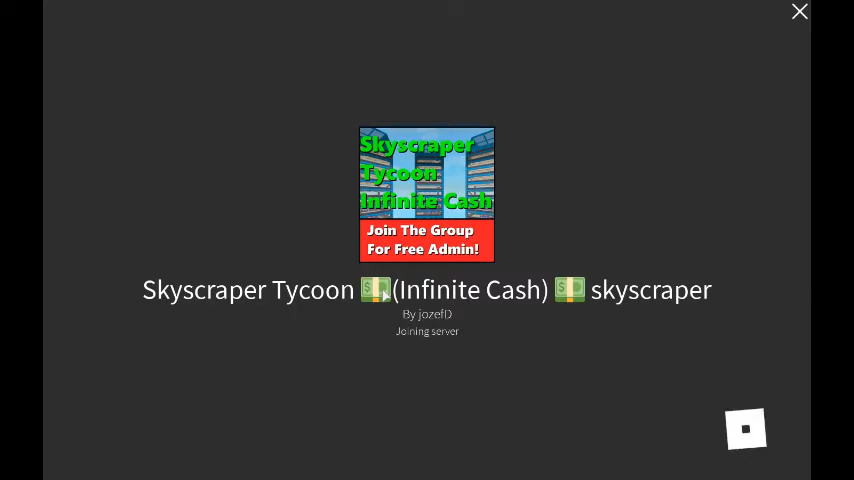 Skyscraper
Tycoon
Infinite Cash
Join The Group
For Free Admin!
Skyscraper Tycoon 💵(Infinite Cash) 💵 skyscraper
By jozefD
Joining server